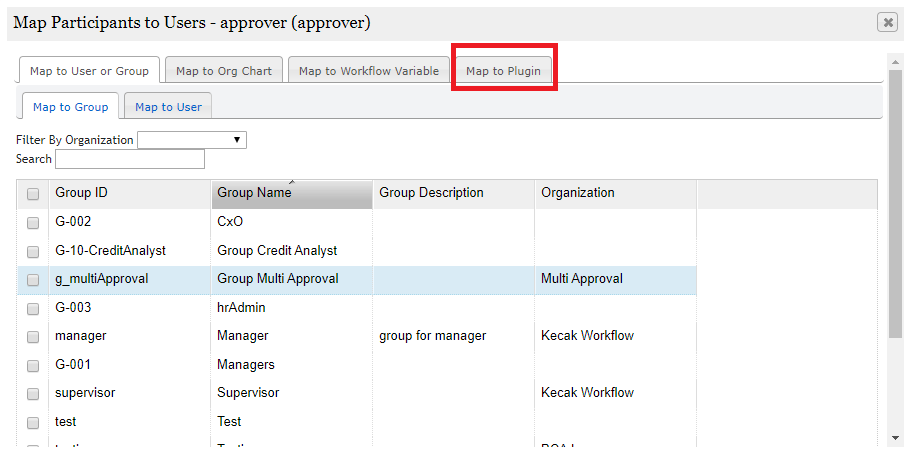 Map Participants to Users - approver (approver)
Map to User or Group Map to Org Chart Map to Workflow Variable Map to Plugin
Map to Group Map to User
Filter By Organization
Search
Group ID Group Name Group Description Organization
G-002 CxO
G-10-CreditAnalyst Group Credit Analyst
g_multiApproval Group Multi Approval Multi Approval
G-003 hrAdmin
manager Manager group for manager Kecak Workflow
G-001 Managers
supervisor Supervisor Kecak Workflow
test Test